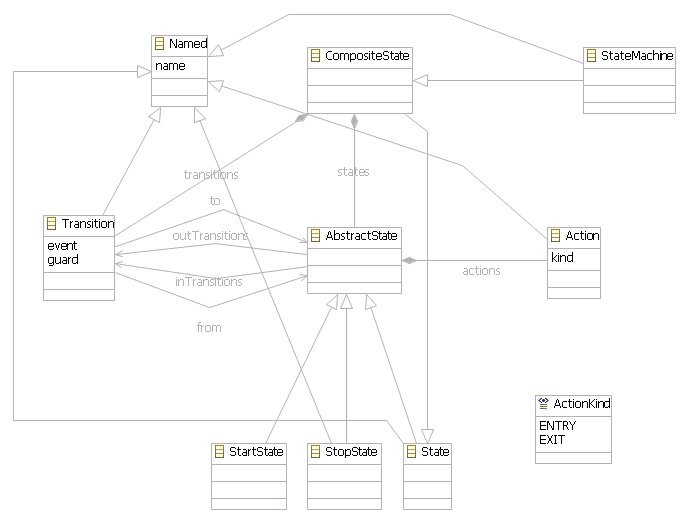 Named
name
CompositeState
StateMachine
transitions
states
to
Transition
event
guard
outTransitions
AbstractState
Action
kind
actions
inTransitions
from
ActionKind
ENTRY
EXIT
StartState
StopState
State